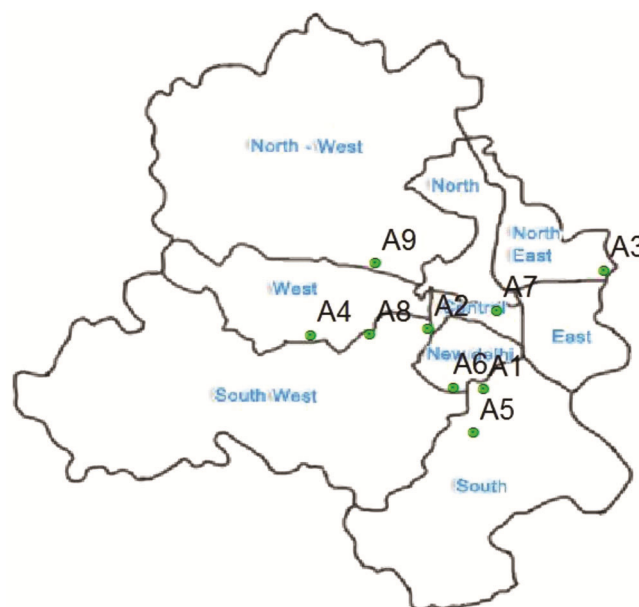 North - West
North
North
East
A3
A9
West
A7
Central
A4
A8
A2
East
New delhi
A6
A1
South West
A5
South